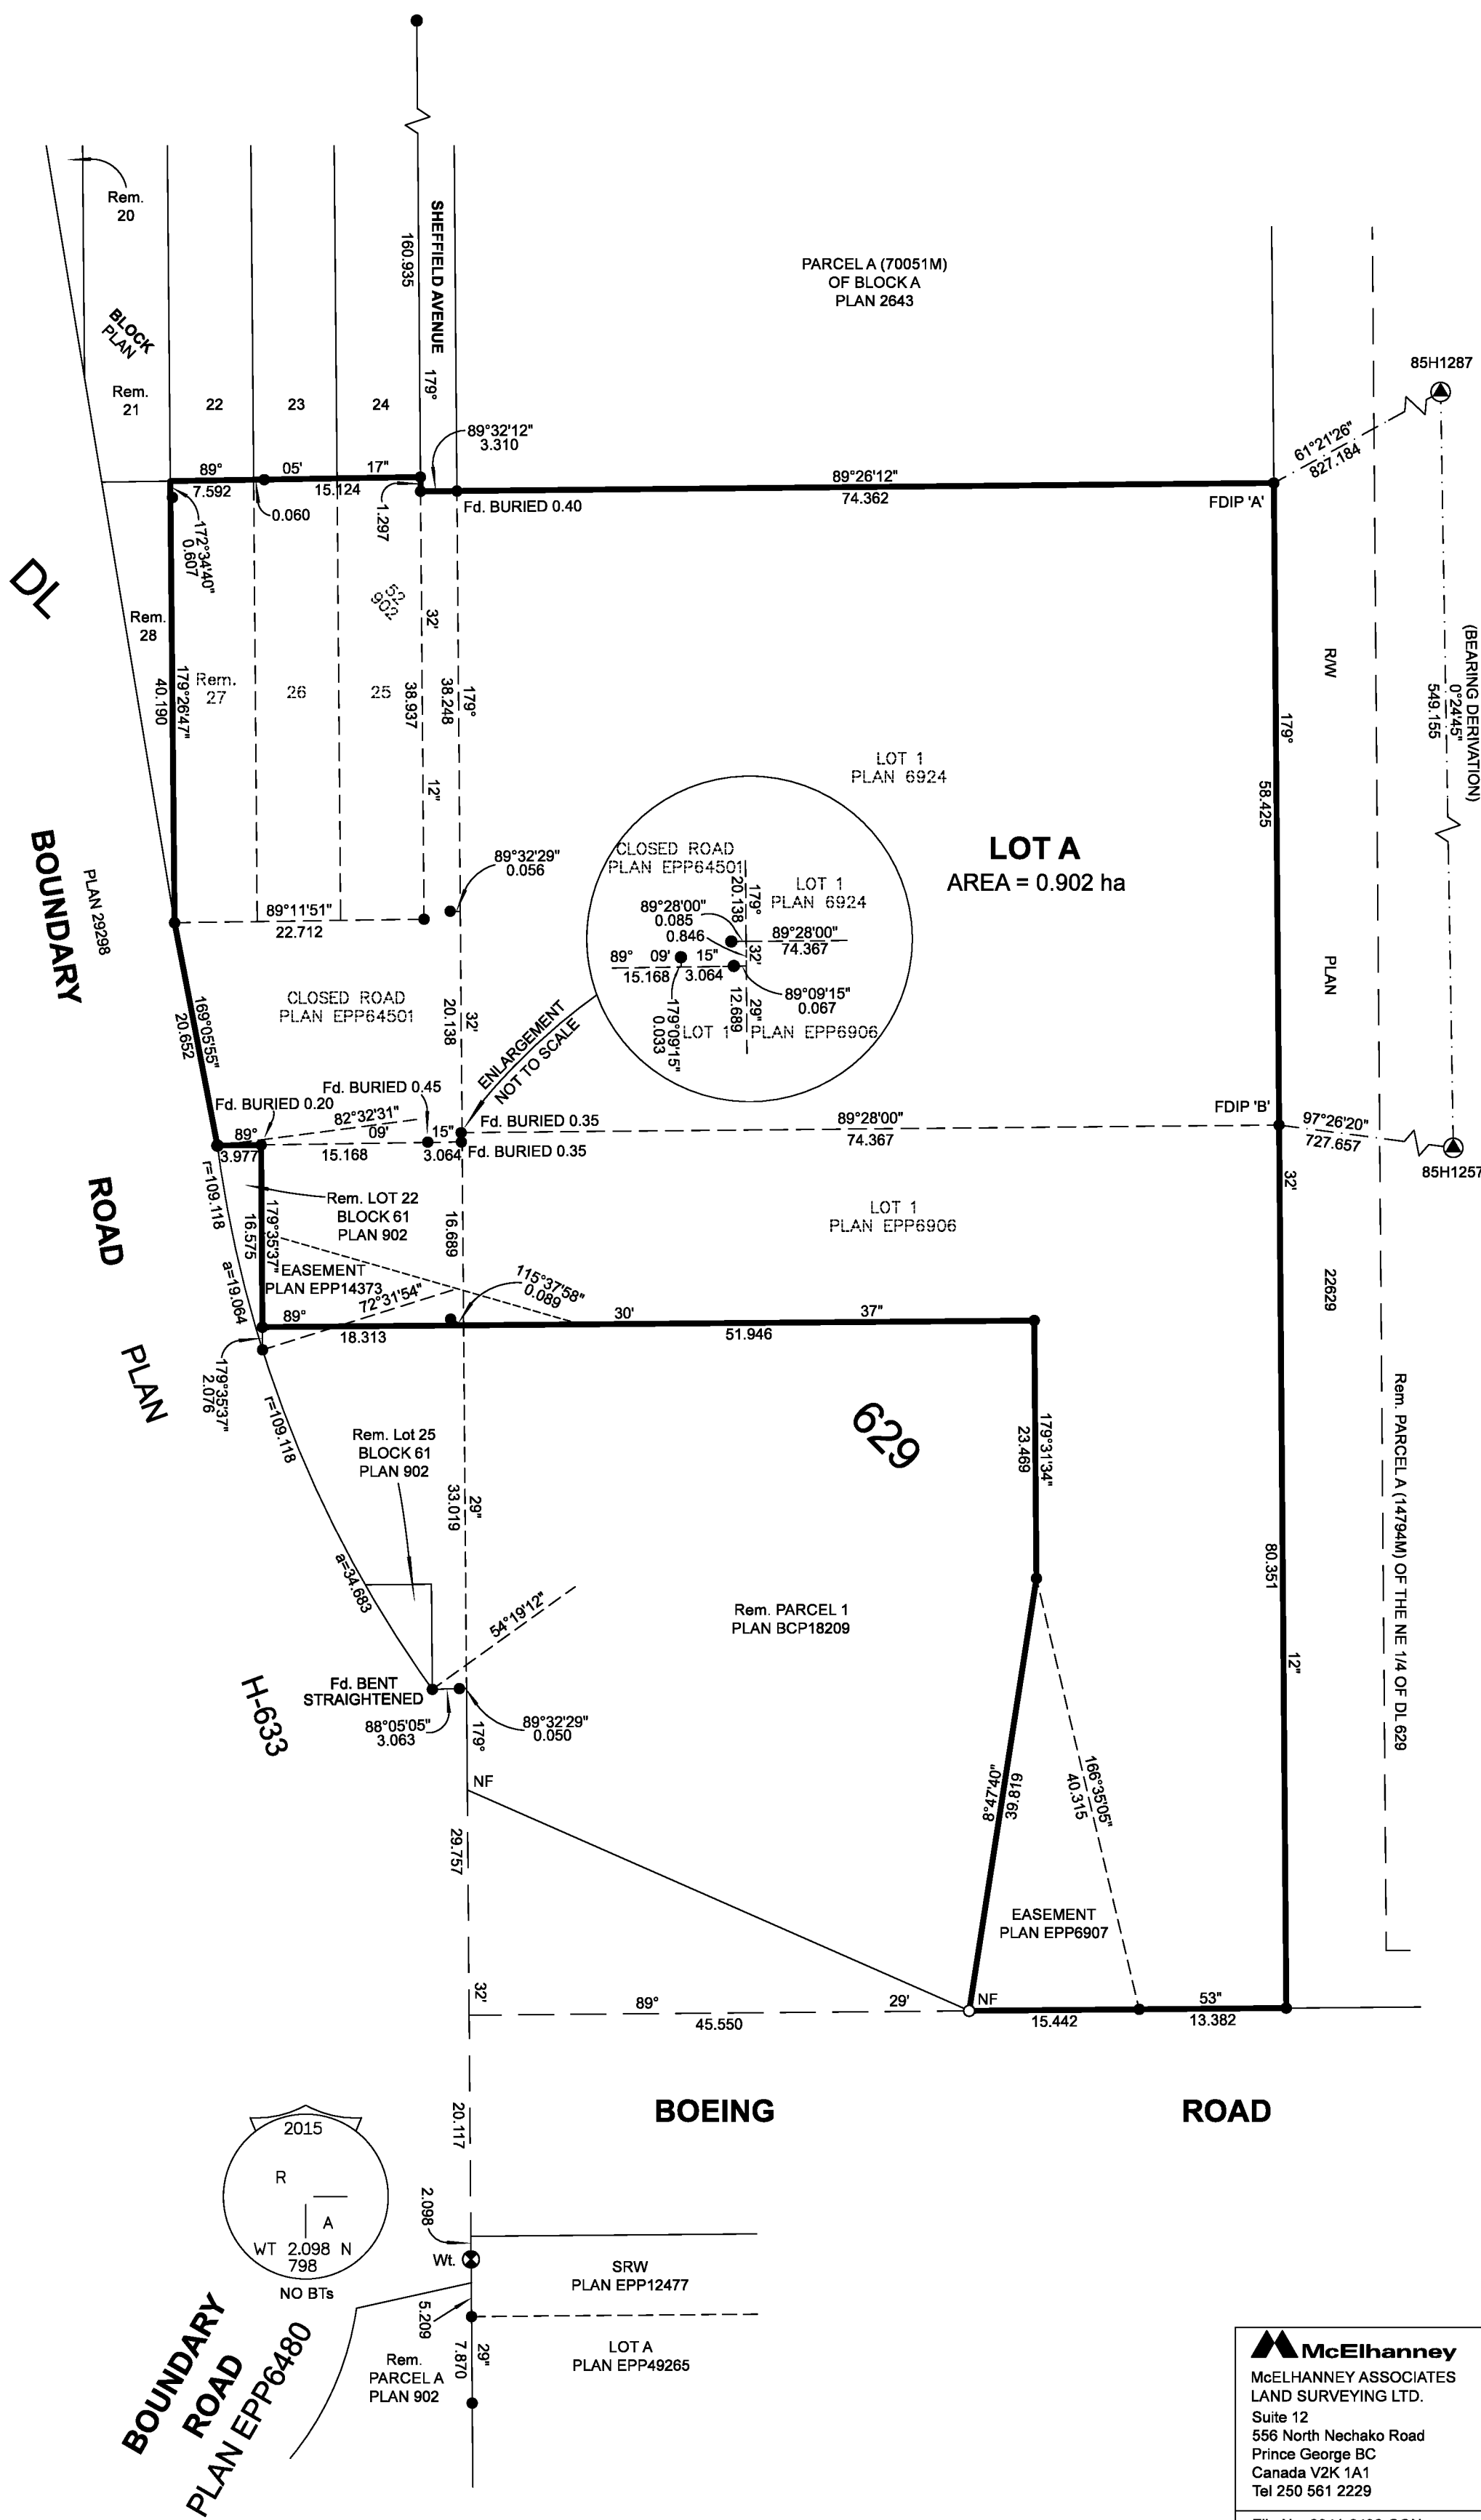 Rem.
20
SHEFFIELD AVENUE
160.935
179°
PARCEL A (70051M)
OF BLOCK A
PLAN 2643
BLOCK
PLAN
Rem.
21
22
23
24
85H1287
61°21'26"
827.184
89°32'12"
3.310
89°
05'
17"
7.592
15.124
0.060
1.297
Fd. BURIED 0.40
89°26'12"
74.362
FDIP 'A'
172°34'40"
0.607
DL
52
902
Rem.
28
179°26'47"
40.190
Rem.
27
26
25
32'
38.937
12"
179°
38.248
R/W
(BEARING DERIVATION)
0°24'45"
549.155
179°
58.425
LOT 1
PLAN 6924
LOT A
AREA = 0.902 ha
BOUNDARY
PLAN 29298
89°32'29"
0.056
89°11'51"
22.712
CLOSED ROAD
PLAN EPP64501
20.138
179°
LOT 1
PLAN 6924
89°28'00"
0.085
0.846
89°28'00"
74.367
32'
89°
09'
15"
15.168
3.064
89°09'15"
0.067
179°09'15"
0.033
12.689
29"
LOT 1
PLAN EPP6906
PLAN
CLOSED ROAD
PLAN EPP64501
169°05'55"
20.652
32'
20.138
ENLARGEMENT
NOT TO SCALE
Fd. BURIED 0.45
Fd. BURIED 0.20
82°32'31"
89°
09'
15"
3.977
15.168
3.064
Fd. BURIED 0.35
Fd. BURIED 0.35
89°28'00"
74.367
FDIP 'B'
97°26'20"
727.657
85H1257
ROAD
r=109.118
a=19.064
Rem. LOT 22
BLOCK 61
PLAN 902
179°35'37"
16.575
16.689
LOT 1
PLAN EPP6906
32'
22629
EASEMENT
PLAN EPP14373
72°31'54"
115°37'58"
0.089
89°
30'
37"
18.313
51.946
PLAN
179°35'37"
2.076
r=109.118
a=34.683
Rem. Lot 25
BLOCK 61
PLAN 902
629
179°31'34"
23.469
Rem. PARCEL A (14794M) OF THE NE 1/4 OF DL 629
29"
33.019
80.351
12"
54°19'12"
Rem. PARCEL 1
PLAN BCP18209
H-633
Fd. BENT
STRAIGHTENED
88°05'05"
3.063
89°32'29"
0.050
179°
NF
8°47'40"
39.819
166°35'05"
40.315
29.757
EASEMENT
PLAN EPP6907
32'
89°
29'
45.550
NF
53"
15.442
13.382
BOEING
ROAD
20.117
2015
R
A
WT 2.098 N
798
NO BTs
2.098
Wt.
SRW
PLAN EPP12477
5.209
29"
7.870
Rem.
PARCEL A
PLAN 902
LOT A
PLAN EPP49265
BOUNDARY
ROAD
PLAN EPP6480
McElhanney
McELHANNEY ASSOCIATES
LAND SURVEYING LTD.
Suite 12
556 North Nechako Road
Prince George BC
Canada V2K 1A1
Tel 250 561 2229